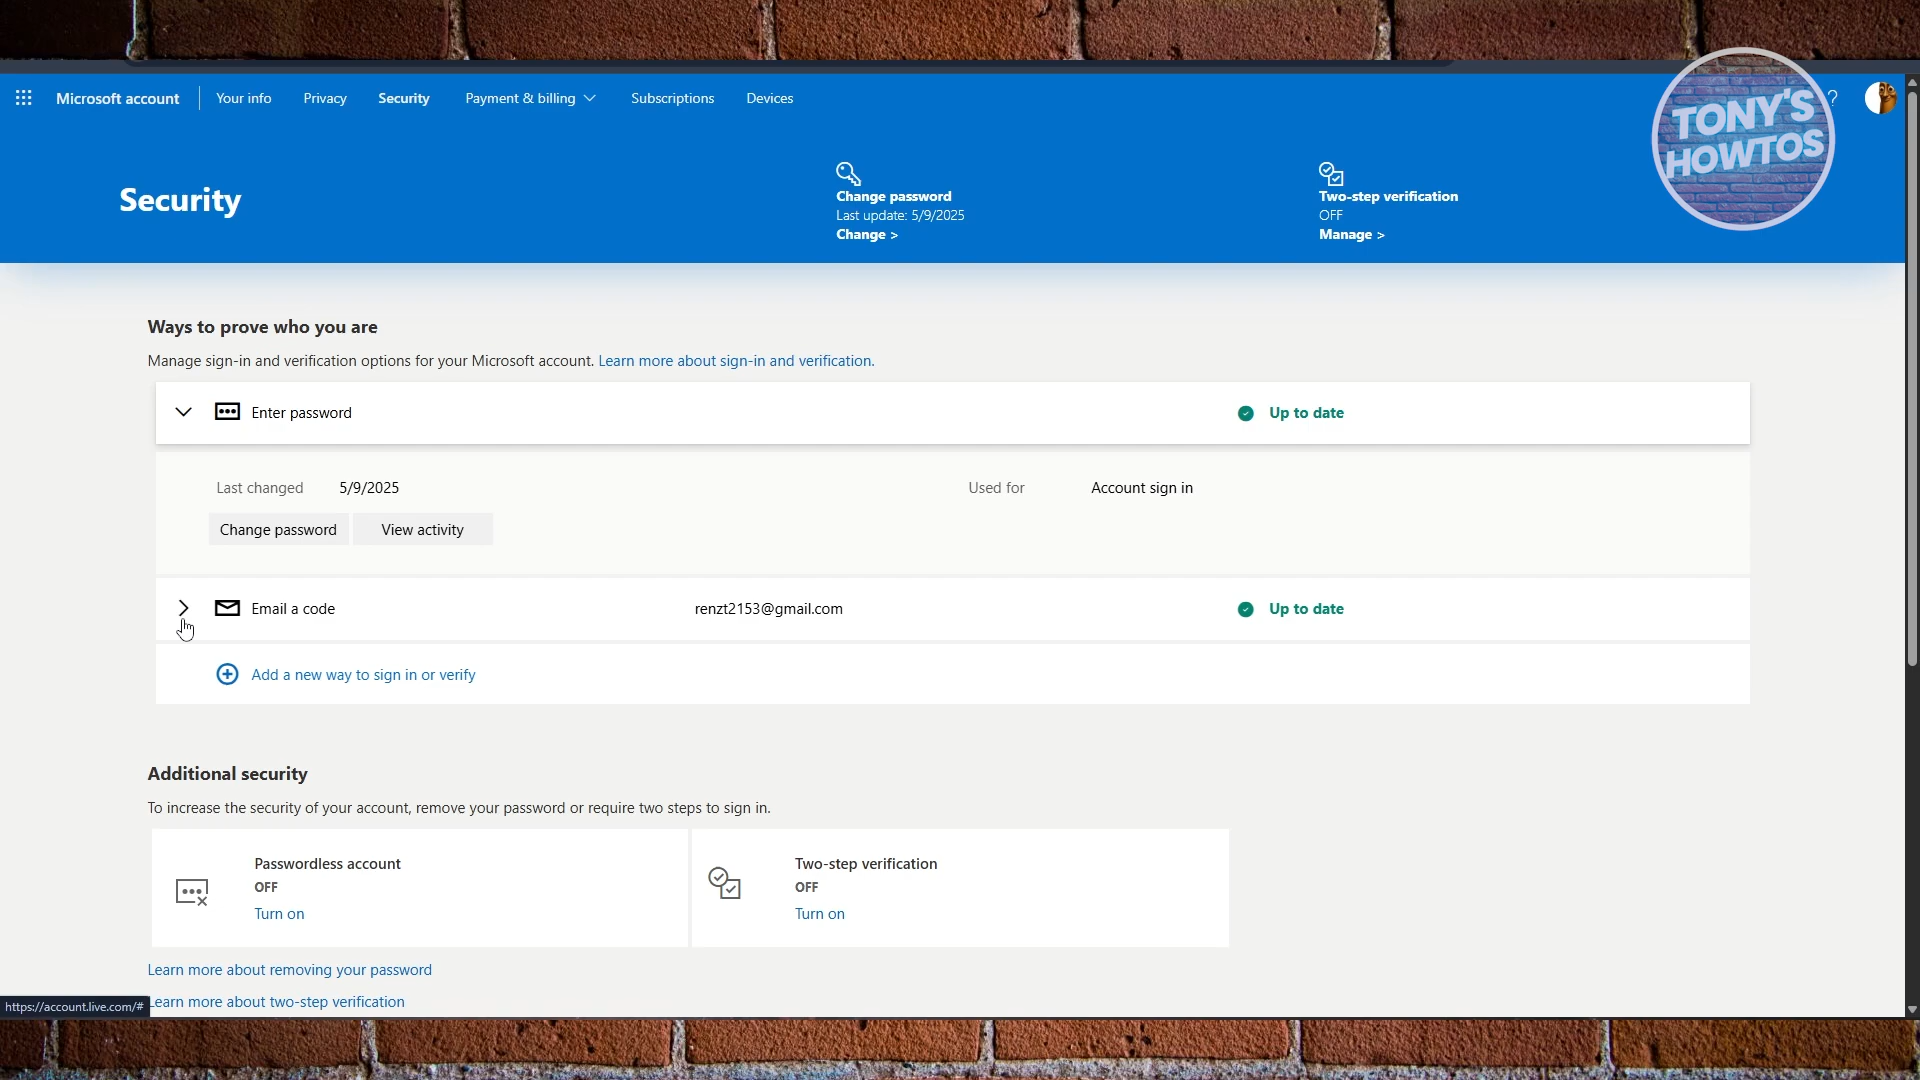 Microsoft account
Your info
Privacy
Security
Payment & billing
Subscriptions
Devices
?
TONY'S
HOWTOS
Security
Change password
Last update: 5/9/2025
Change >
Two-step verification
OFF
Manage >
Ways to prove who you are
Manage sign-in and verification options for your Microsoft account. Learn more about sign-in and verification.
Enter password
Up to date
Last changed
5/9/2025
Used for
Account sign in
Change password
View activity
Email a code
renzt2153@gmail.com
Up to date
Add a new way to sign in or verify
Additional security
To increase the security of your account, remove your password or require two steps to sign in.
Passwordless account
OFF
Turn on
Two-step verification
OFF
Turn on
Learn more about removing your password
Learn more about two-step verification
https://account.live.com/#